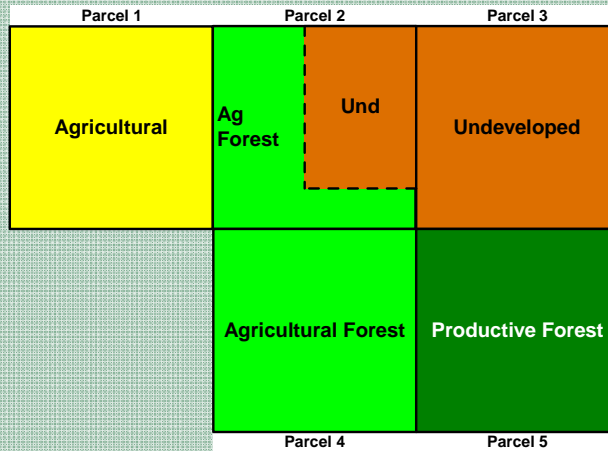 Parcel 1
Parcel 2
Parcel 3
Agricultural
Ag
Forest
Und
Undeveloped
Agricultural Forest
Productive Forest
Parcel 4
Parcel 5